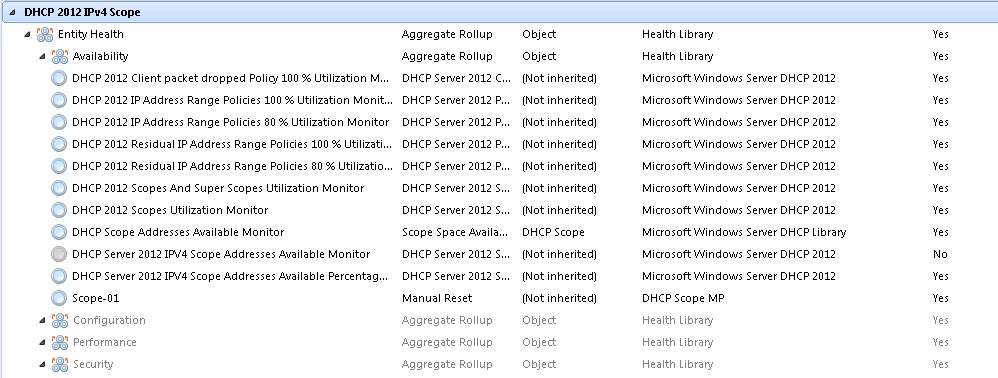 DHCP 2012 IPv4 Scope
Entity Health Aggregate Rollup Object Health Library Yes
Availability Aggregate Rollup Object Health Library Yes
DHCP 2012 Client packet dropped Policy 100 % Utilization M... DHCP Server 2012 C... (Not inherited) Microsoft Windows Server DHCP 2012 Yes
DHCP 2012 IP Address Range Policies 100 % Utilization Monit... DHCP Server 2012 P... (Not inherited) Microsoft Windows Server DHCP 2012 Yes
DHCP 2012 IP Address Range Policies 80 % Utilization Monitor DHCP Server 2012 P... (Not inherited) Microsoft Windows Server DHCP 2012 Yes
DHCP 2012 Residual IP Address Range Policies 100 % Utilizati... DHCP Server 2012 P... (Not inherited) Microsoft Windows Server DHCP 2012 Yes
DHCP 2012 Residual IP Address Range Policies 80 % Utilizatio... DHCP Server 2012 P... (Not inherited) Microsoft Windows Server DHCP 2012 Yes
DHCP 2012 Scopes And Super Scopes Utilization Monitor DHCP Server 2012 S... (Not inherited) Microsoft Windows Server DHCP 2012 Yes
DHCP 2012 Scopes Utilization Monitor DHCP Server 2012 S... (Not inherited) Microsoft Windows Server DHCP 2012 Yes
DHCP Scope Addresses Available Monitor Scope Space Availa... DHCP Scope Microsoft Windows Server DHCP Library Yes
DHCP Server 2012 IPV4 Scope Addresses Available Monitor DHCP Server 2012 S... (Not inherited) Microsoft Windows Server DHCP 2012 No
DHCP Server 2012 IPV4 Scope Addresses Available Percentag... DHCP Server 2012 S... (Not inherited) Microsoft Windows Server DHCP 2012 Yes
Scope-01 Manual Reset (Not inherited) DHCP Scope MP Yes
Configuration Aggregate Rollup Object Health Library Yes
Performance Aggregate Rollup Object Health Library Yes
Security Aggregate Rollup Object Health Library Yes